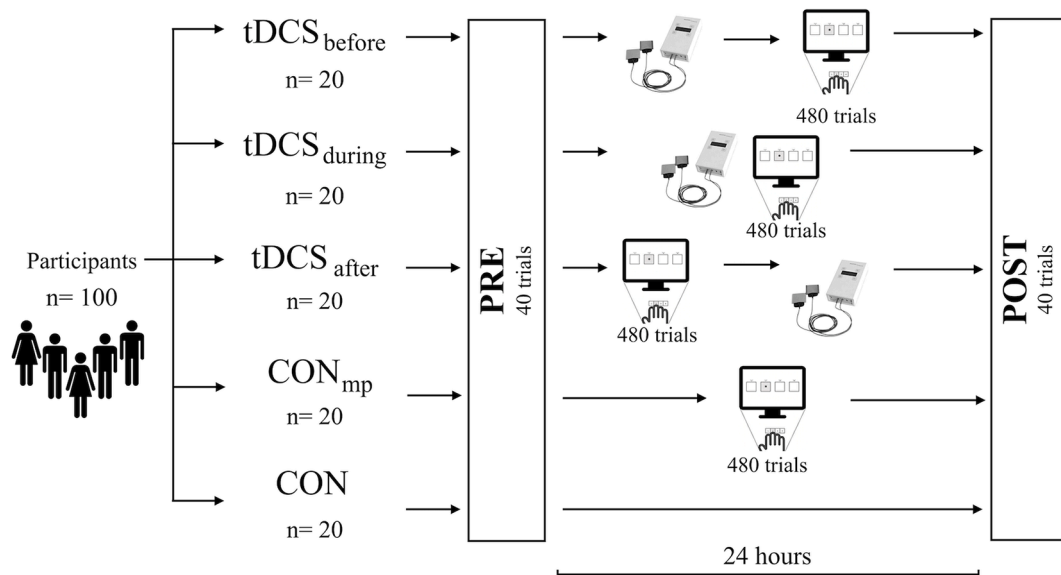 tDCS before
n= 20
480 trials
tDCS during
n= 20
480 trials
Participants
n= 100
tDCS after
n= 20
480 trials
PRE
40 trials
POST
40 trials
CON mp
n= 20
480 trials
CON
n= 20
24 hours